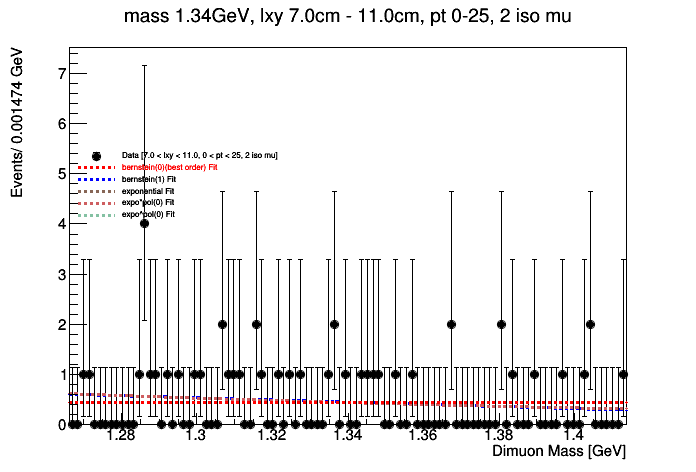 mass 1.34GeV, lxy 7.0cm - 11.0cm, pt 0-25, 2 iso mu
Events/ 0.001474 GeV
7
6
5
4
3
2
1
0
Data [7.0 < lxy < 11.0, 0 < pt < 25, 2 iso mu]
bernstein(0)(best order) Fit
bernstein(1) Fit
exponential Fit
expo*pol(0) Fit
expo*pol(0) Fit
1.28 1.3 1.32 1.34 1.36 1.38 1.4
Dimuon Mass [GeV]